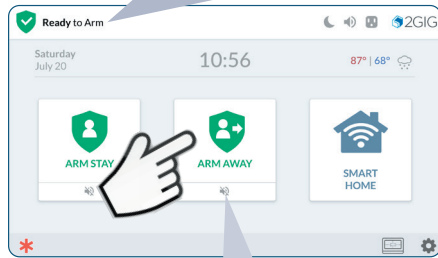 Ready to Arm
2GIG
Saturday
July 20
10:56
87° | 68°
ARM STAY
ARM AWAY
SMART
HOME